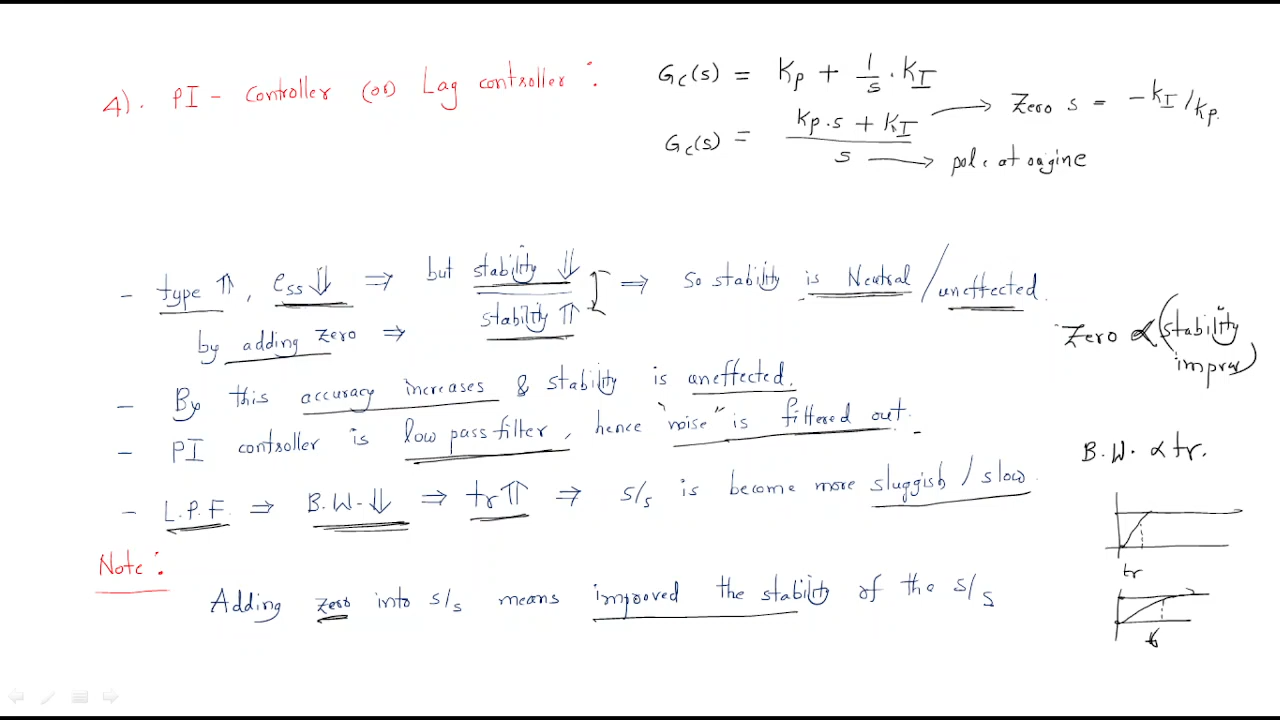 4). PI - Controller (or) Lag controller :
Gc(s) = Kp + 1/s . KI
Gc(s) = Kp.s + KI / s
→ Zero s = -KI/Kp.
→ pole at origine
- type ⇑, ess ⇓ ⇒ but stability ⇓ ⇒ so stability is Neutral / uneffected.
by adding zero ⇒ stability ⇑
Zero ∝ (stability
improv)
- By this accuracy increases & stability is uneffected.
- PI controller is low pass filter, hence "noise" is filtered out.
B.W. ∝ tr.
- L.P.F. ⇒ B.W. ⇓ ⇒ tr ⇑ ⇒ s/s is become more sluggish / slow.
tr
Note :
Adding zero into s/s means improved the stability of the s/s